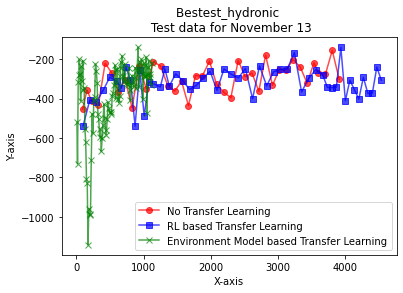 Bestest_hydronic
Test data for November 13
Y-axis
−200
−400
−600
−800
−1000
0
1000
2000
3000
4000
X-axis
No Transfer Learning
RL based Transfer Learning
Environment Model based Transfer Learning